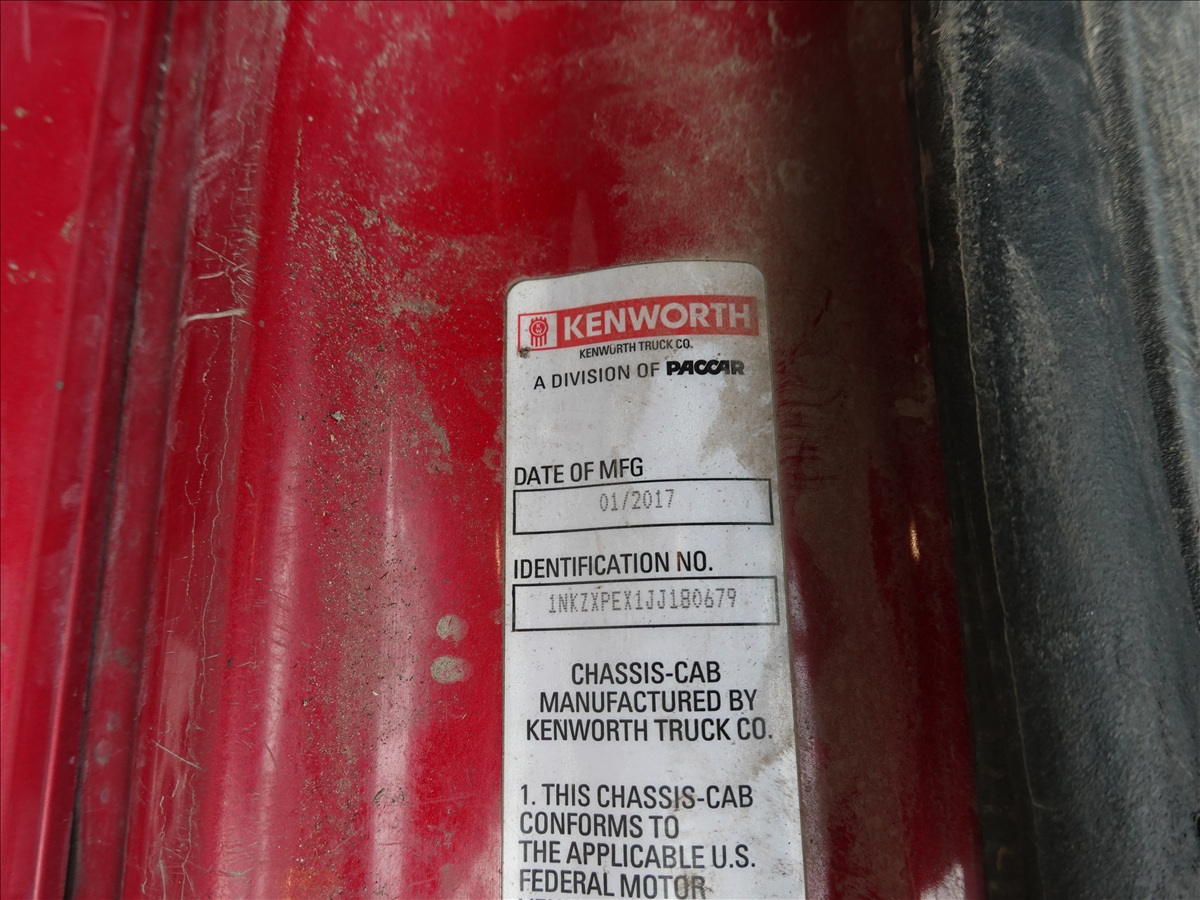 KENWORTH
KENWORTH TRUCK CO.
A DIVISION OF PACCAR
DATE OF MFG
01/2017
IDENTIFICATION NO.
1NKZXPEX1JJ180679
CHASSIS-CAB
MANUFACTURED BY
KENWORTH TRUCK CO.
1. THIS CHASSIS-CAB
CONFORMS TO
THE APPLICABLE U.S.
FEDERAL MOTOR